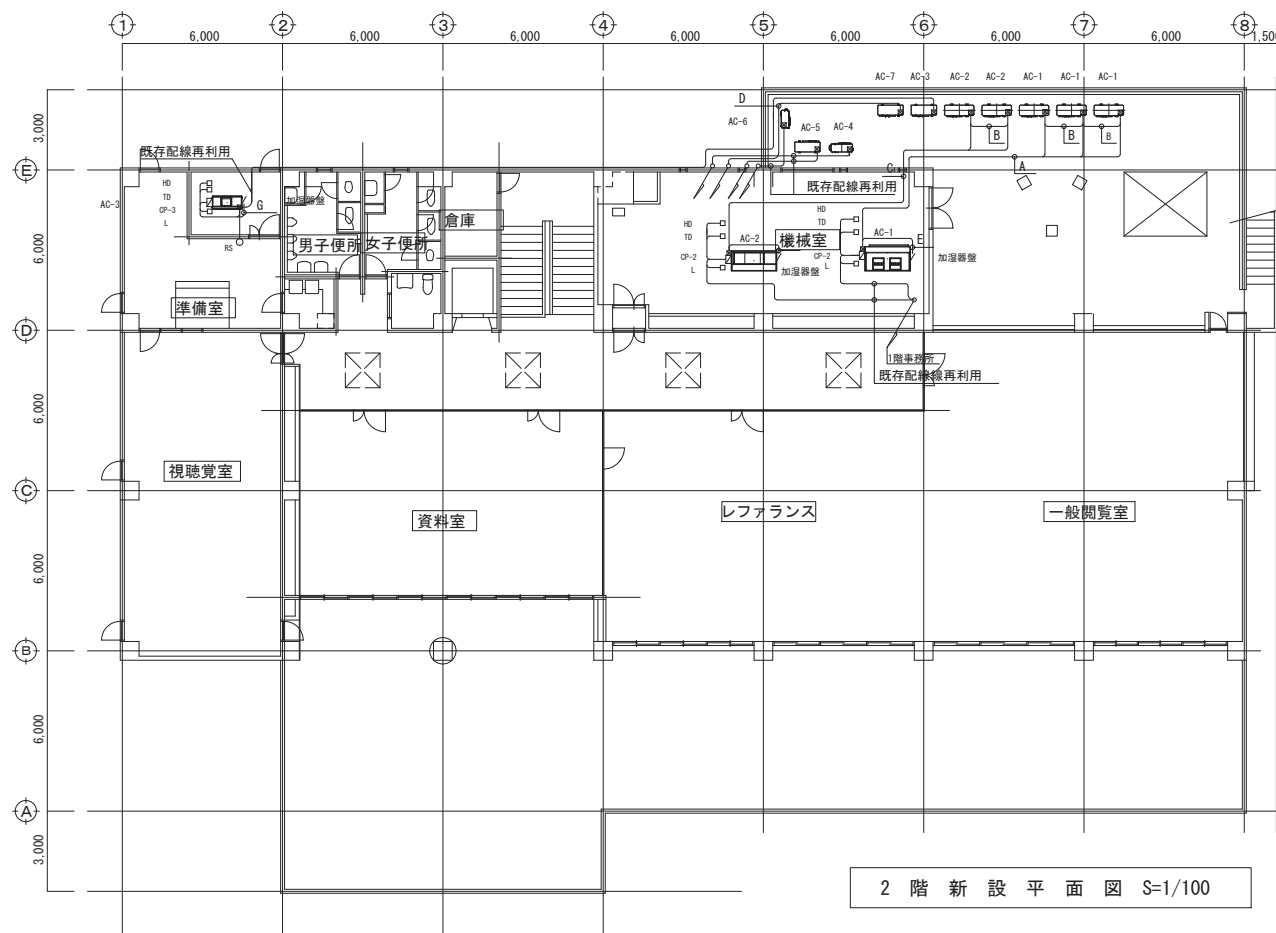 1 2 3 4 5 6 7 8
6,000 6,000 6,000 6,000 6,000 6,000 6,000 1,500
AC-7 AC-3 AC-2 AC-2 AC-1 AC-1 AC-1
D
3,000
AC-6 AC-5 AC-4
B B B
A
既存配線再利用
E
C
HD
TD
CP-3
L
AC-3
G
RS
加湿器盤
既存配線再利用
男子便所 女子便所
倉庫
HD
TD
AC-2
CP-2
L
加湿器盤
機械室
HD
TD
AC-1
CP-2
L
E
加湿器盤
6,000
準備室
D
1階事務所
既存配線線再利用
6,000
視聴覚室
C
資料室
レファランス
一般閲覧室
6,000
B
6,000
A
3,000
2 階 新 設 平 面 図 S=1/100